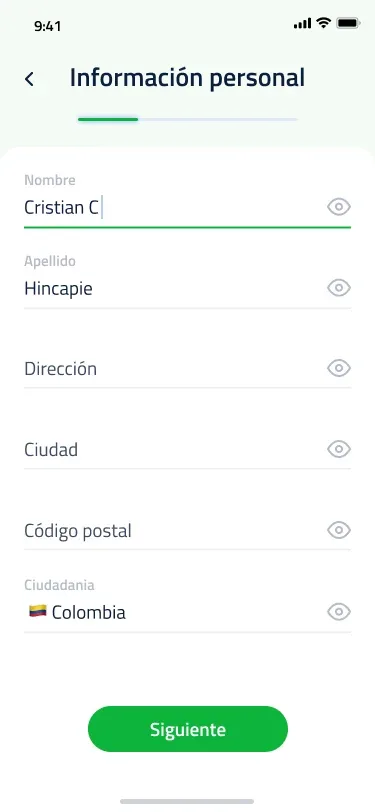 9:41
Información personal
Nombre
Cristian C
Apellido
Hincapie
Dirección
Ciudad
Código postal
Ciudadania
Colombia
Siguiente